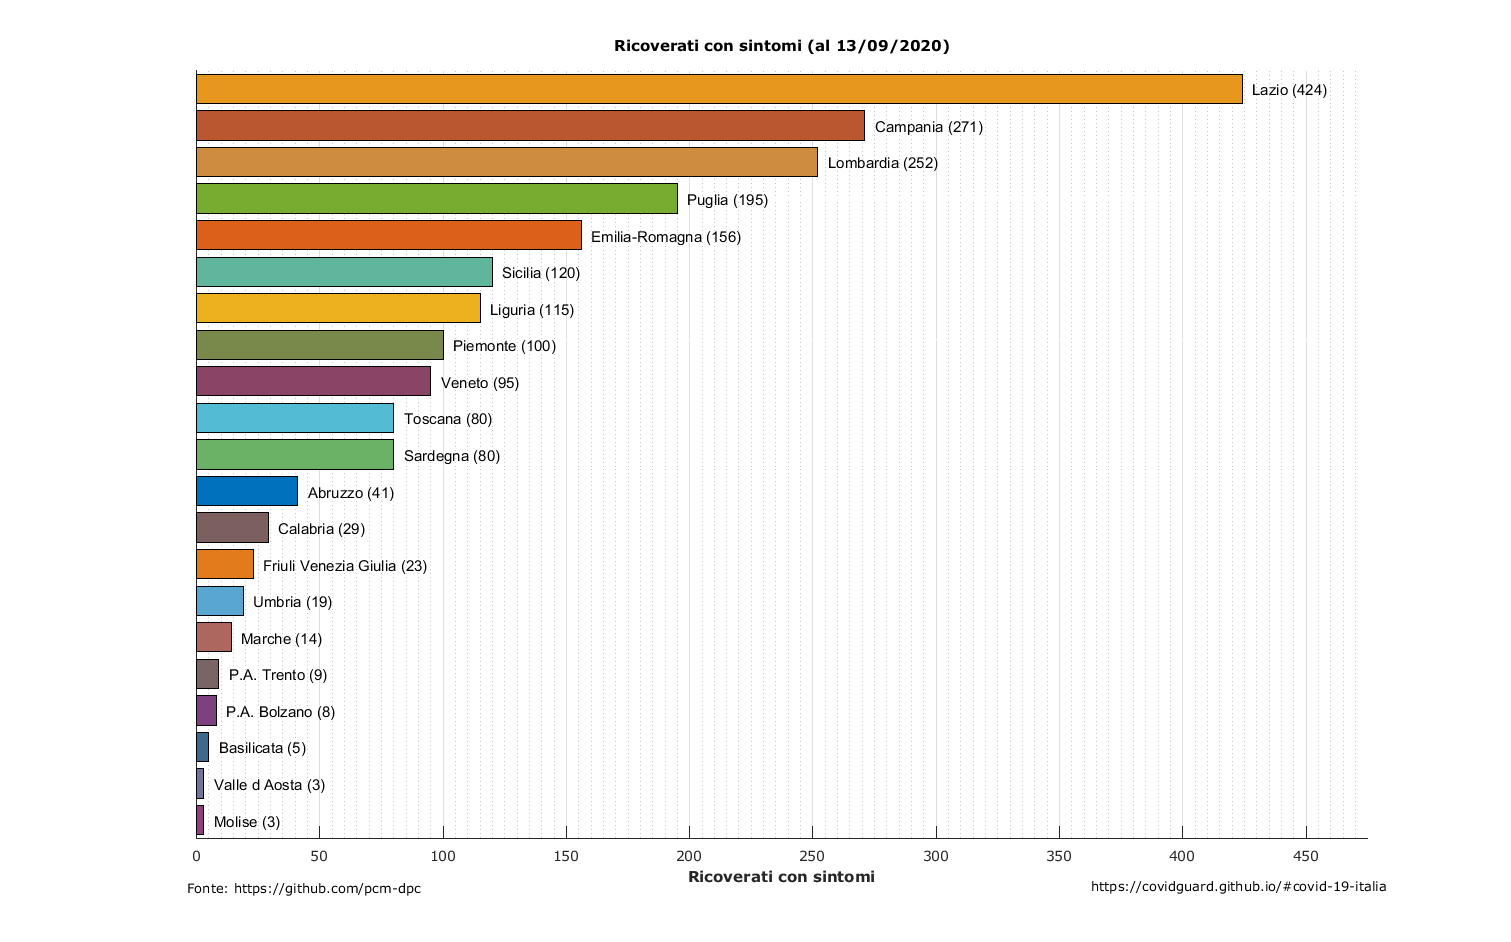 Ricoverati con sintomi (al 13/09/2020)
Lazio (424)
Campania (271)
Lombardia (252)
Puglia (195)
Emilia-Romagna (156)
Sicilia (120)
Liguria (115)
Piemonte (100)
Veneto (95)
Toscana (80)
Sardegna (80)
Abruzzo (41)
Calabria (29)
Friuli Venezia Giulia (23)
Umbria (19)
Marche (14)
P.A. Trento (9)
P.A. Bolzano (8)
Basilicata (5)
Valle d Aosta (3)
Molise (3)
0 50 100 150 200 250 300 350 400 450
Ricoverati con sintomi
Fonte: https://github.com/pcm-dpc
https://covidguard.github.io/#covid-19-italia